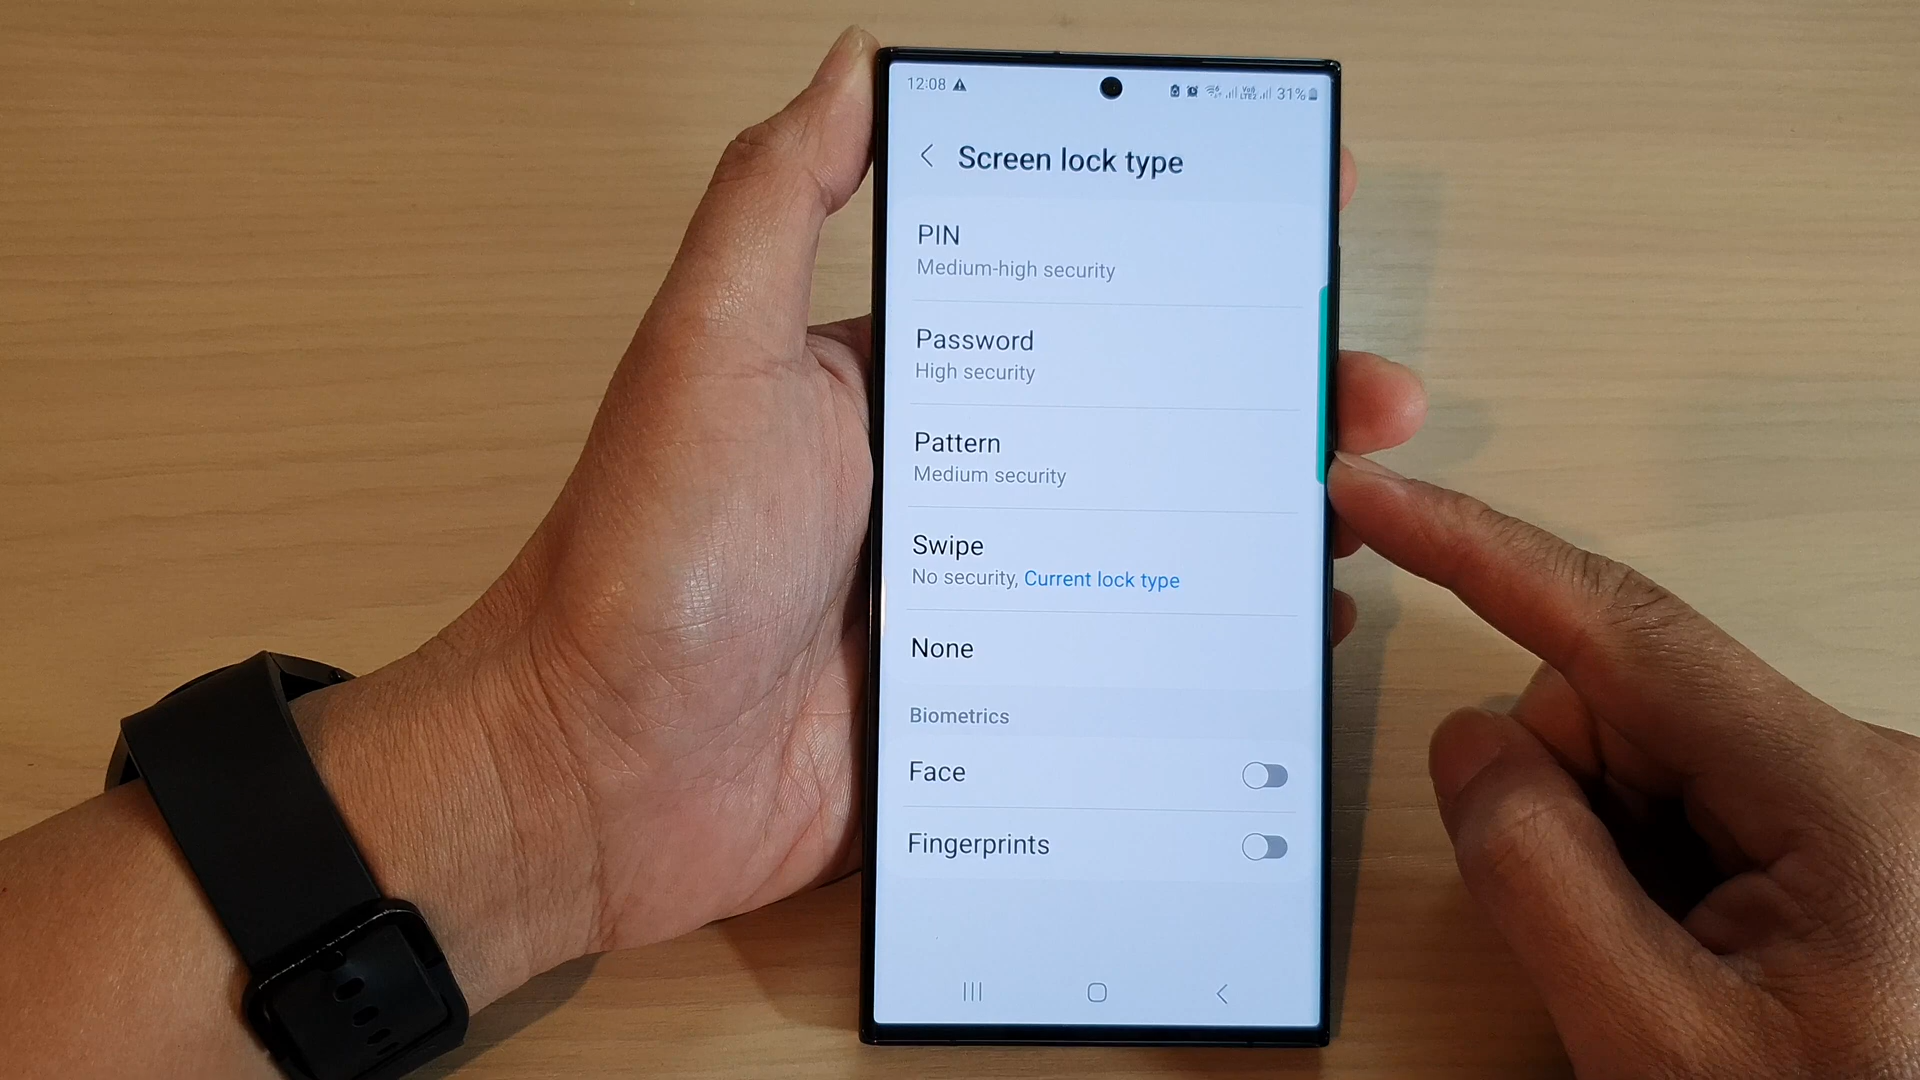 12:08
31%
Screen lock type
PIN
Medium-high security
Password
High security
Pattern
Medium security
Swipe
No security, Current lock type
None
Biometrics
Face
Fingerprints